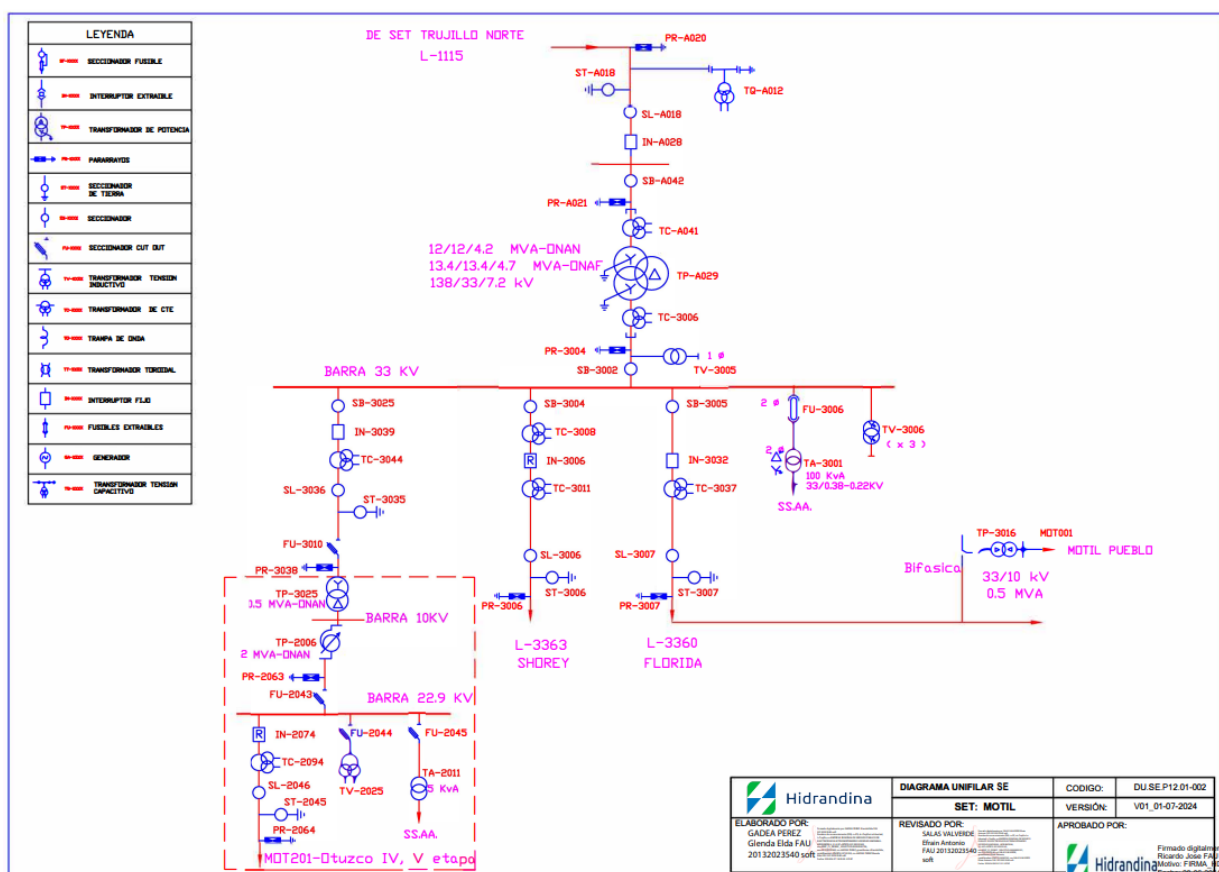 LEYENDA
SECCIONADOR FUSIBLE
INTERRUPTOR EXTRAIBLE
TRANSFORMADOR DE POTENCIA
PARARRAYOS
SECCIONADOR
DE TIERRA
SECCIONADOR
SECCIONADOR CUT OUT
TRANSFORMADOR TENSION
INDUCTIVO
TRANSFORMADOR DE CTE
TRAMPA DE ONDA
TRANSFORMADOR TOROIDAL
INTERRUPTOR FIJO
FUSIBLES EXTRAIBLES
GENERADOR
TRANSFORMADOR TENSION
CAPACITIVO
DE SET TRUJILLO NORTE
L-1115
PR-A020
ST-A018
TQ-A012
SL-A018
IN-A028
SB-A042
PR-A021
TC-A041
12/12/4.2 MVA-ONAN
13.4/13.4/4.7 MVA-ONAF
138/33/7.2 kV
TP-A029
TC-3006
PR-3004
1 Ø
SB-3002
TV-3005
BARRA 33 KV
SB-3025
IN-3039
TC-3044
SL-3036
ST-3035
FU-3010
PR-3038
TP-3025
0.5 MVA-ONAN
BARRA 10KV
TP-2006
2 MVA-ONAN
PR-2063
FU-2043
BARRA 22.9 KV
R
IN-2074
TC-2094
SL-2046
ST-2045
PR-2064
MOT201-Otuzco IV, V etapa
FU-2044
TV-2025
FU-2045
TA-2011
5 KvA
SS.AA.
SB-3004
TC-3008
R
IN-3006
TC-3011
SL-3006
ST-3006
PR-3006
L-3363
SHOREY
SB-3005
IN-3032
TC-3037
SL-3007
ST-3007
PR-3007
L-3360
FLORIDA
2 Ø
FU-3006
2 Ø
TA-3001
100 KvA
33/0.38-0.22KV
SS.AA.
TV-3006
( x 3 )
TP-3016
MOT001
MOTIL PUEBLO
Bifasica
33/10 kV
0.5 MVA
Hidrandina
DIAGRAMA UNIFILAR SE
CODIGO:
DU.SE.P12.01-002
SET: MOTIL
VERSIÓN:
V01_01-07-2024
ELABORADO POR:
GADEA PEREZ
Glenda Elda FAU
20132023540 soft
REVISADO POR:
SALAS VALVERDE
Efrain Antonio
FAU 20132023540
soft
APROBADO POR:
Hidrandina
Firmado digitalmen
Ricardo Jose FAU
Motivo: FIRMA_HD